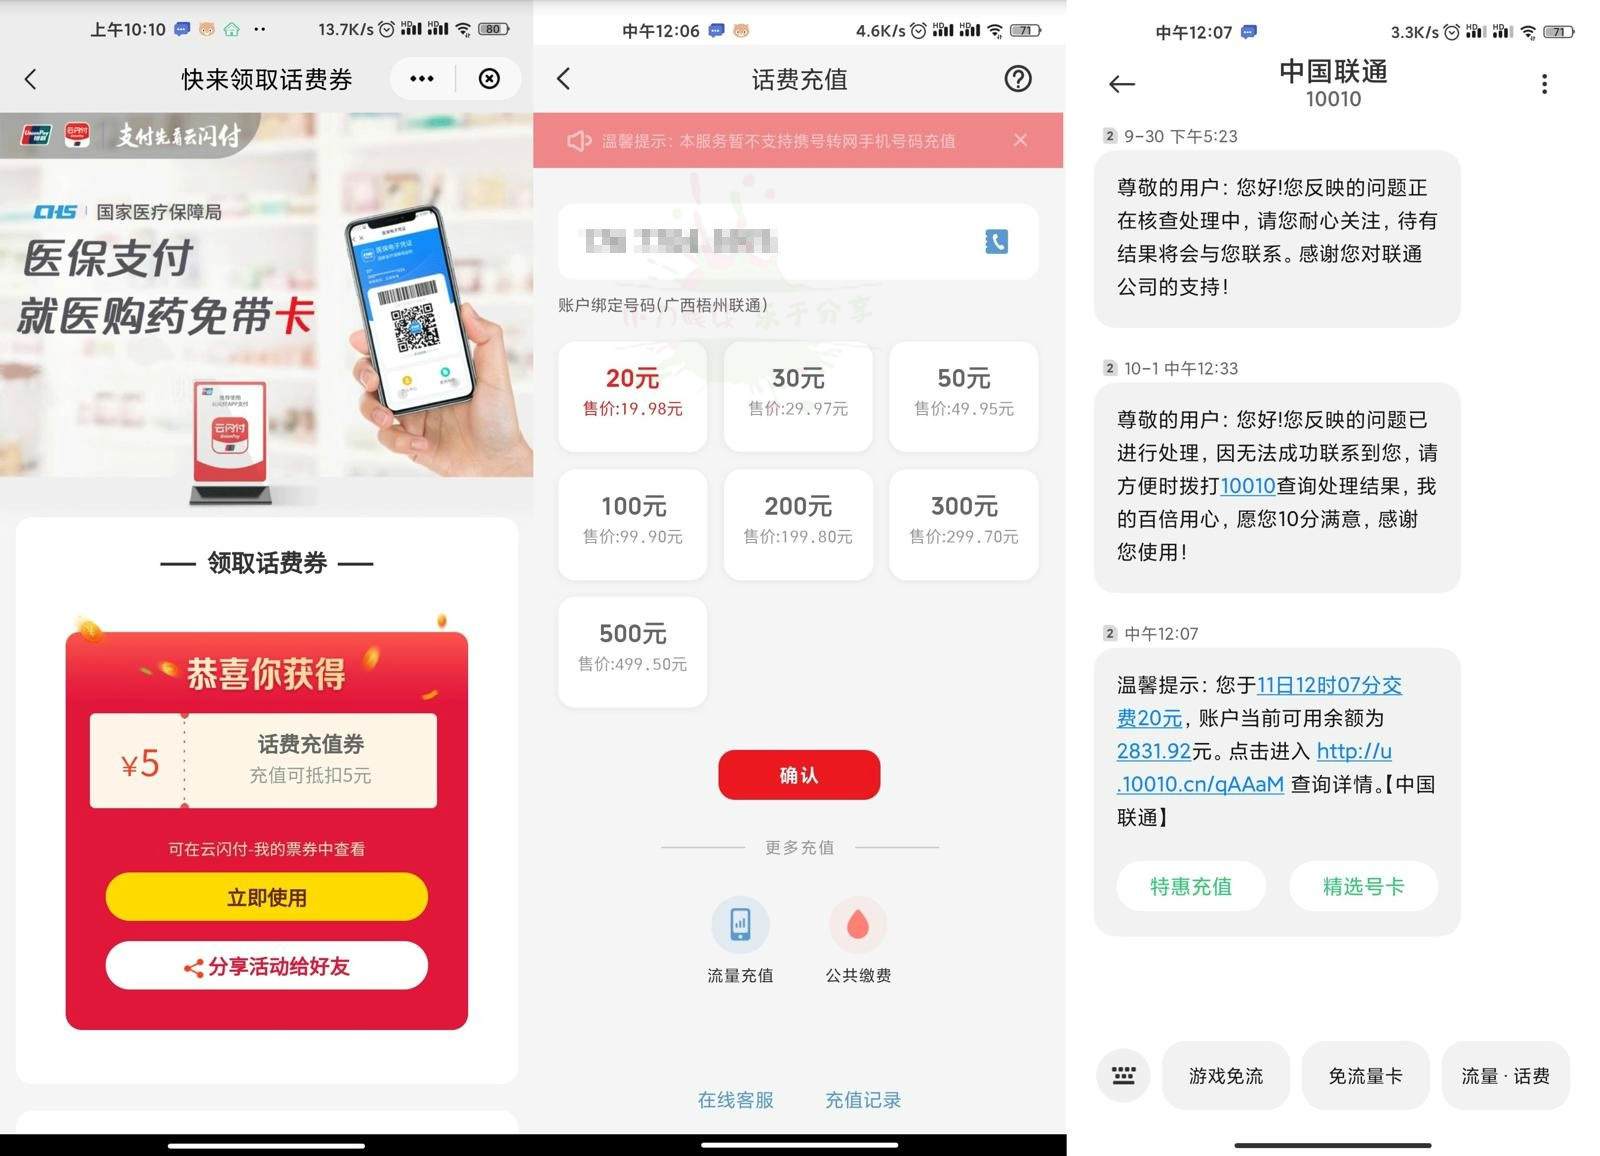 上午10:10
13.7K/s
80
快来领取话费券
支付先看云闪付
CHS 国家医疗保障局
医保支付
就医购药免带卡
云闪付
领取话费券
恭喜你获得
¥5
话费充值券
充值可抵扣5元
可在云闪付-我的票券中查看
立即使用
分享活动给好友
中午12:06
4.6K/s
71
话费充值
温馨提示：本服务暂不支持携号转网手机号码充值
账户绑定号码(广西梧州联通)
20元
售价:19.98元
30元
售价:29.97元
50元
售价:49.95元
100元
售价:99.90元
200元
售价:199.80元
300元
售价:299.70元
500元
售价:499.50元
确认
更多充值
流量充值
公共缴费
在线客服
充值记录
中午12:07
3.3K/s
71
中国联通
10010
2 9-30 下午5:23
尊敬的用户：您好!您反映的问题正
在核查处理中，请您耐心关注，待有
结果将会与您联系。感谢您对联通
公司的支持!
2 10-1 中午12:33
尊敬的用户：您好!您反映的问题已
进行处理，因无法成功联系到您，请
方便时拨打10010查询处理结果，我
的百倍用心，愿您10分满意，感谢
您使用!
2 中午12:07
温馨提示：您于11日12时07分交
费20元，账户当前可用余额为
2831.92元。点击进入 http://u
.10010.cn/qAAaM 查询详情。【中国
联通】
特惠充值
精选号卡
游戏免流
免流量卡
流量·话费